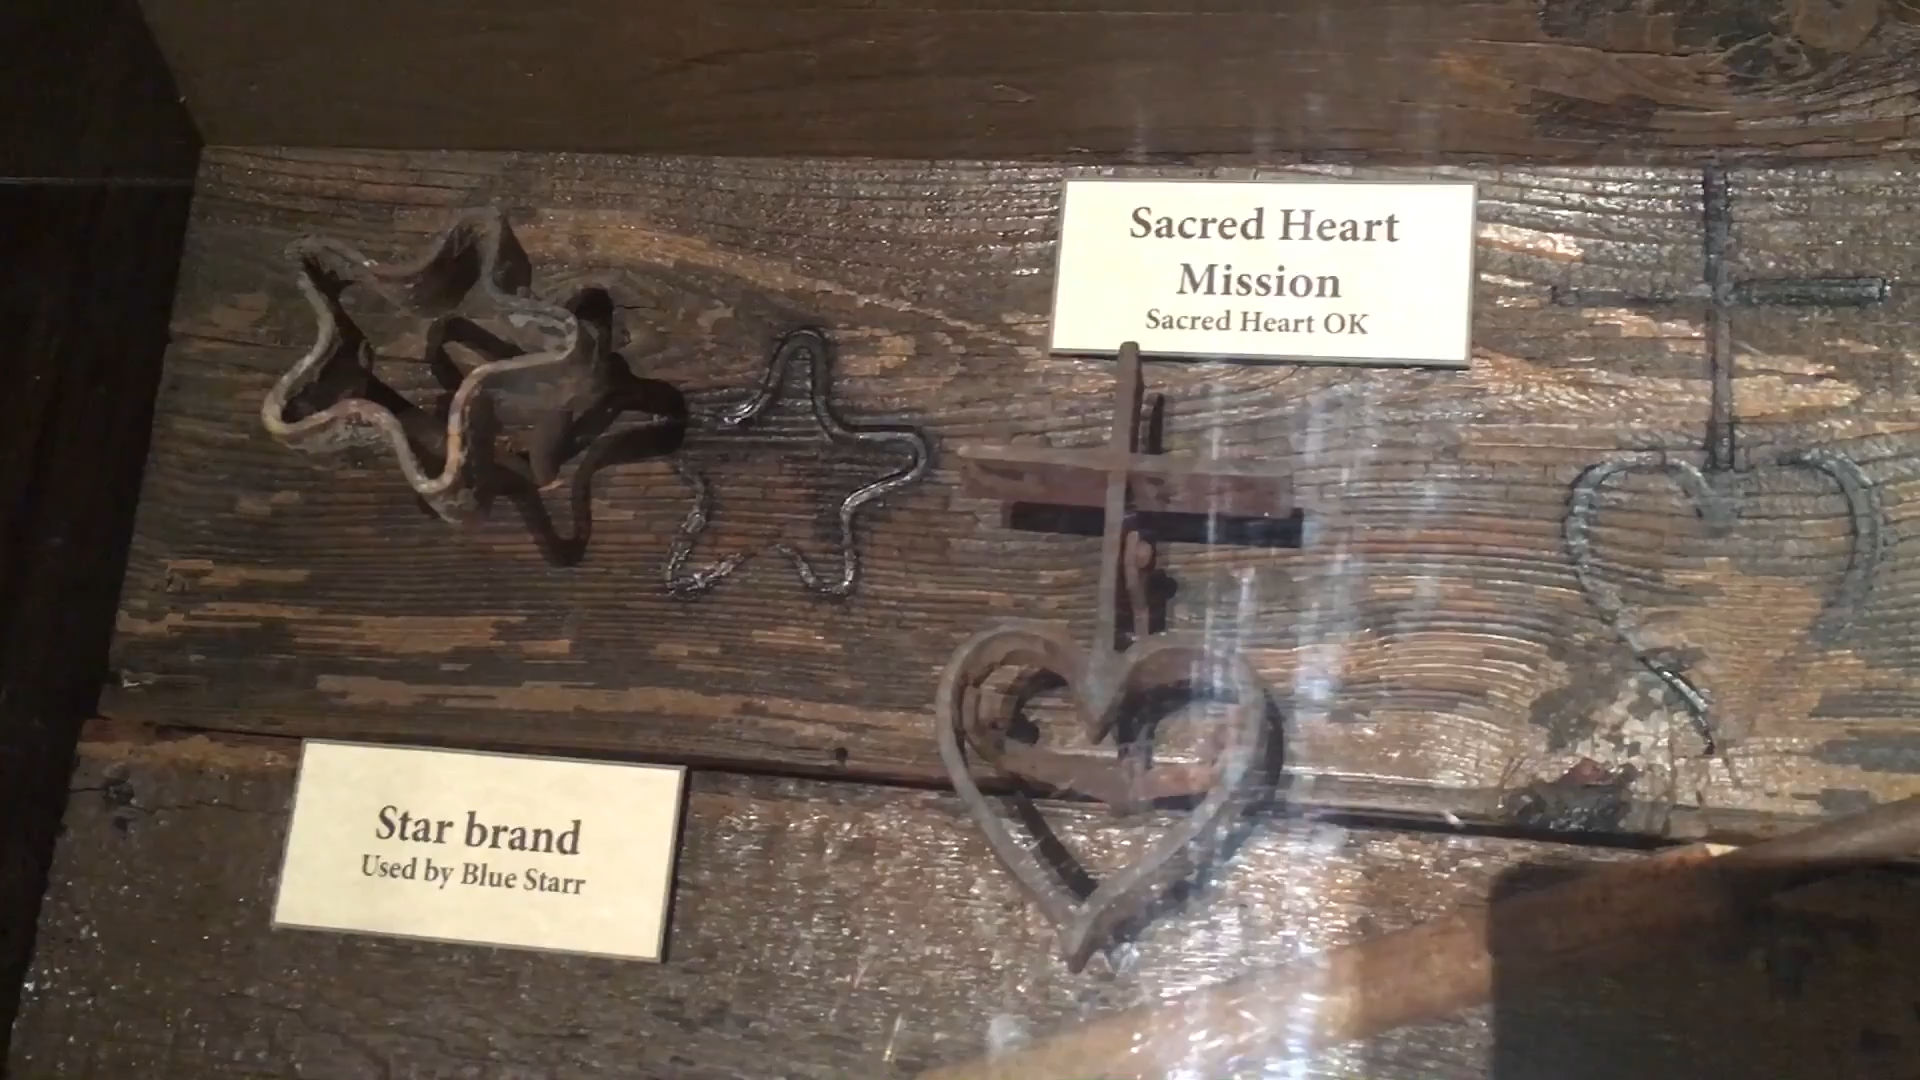 Sacred Heart
Mission
Sacred Heart OK
Star brand
Used by Blue Starr